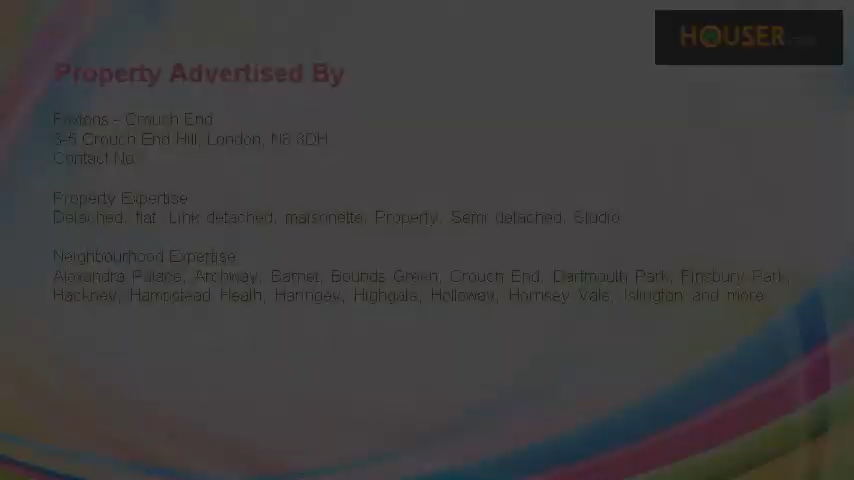 HOUSER
Property Advertised By
Foxtons - Crouch End
3-5 Crouch End Hill, London, N8 8DH
Contact No.
Property Expertise
Detached, flat, Link detached, maisonette, Property, Semi detached, Studio
Neighbourhood Expertise
Alexandra Palace, Archway, Barnet, Bounds Green, Crouch End, Dartmouth Park, Finsbury Park,
Hackney, Hampstead Heath, Haringey, Highgate, Holloway, Hornsey Vale, Islington and more